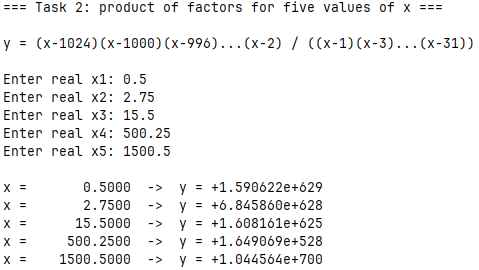 === Task 2: product of factors for five values of x ===
y = (x-1024)(x-1000)(x-996)...(x-2) / ((x-1)(x-3)...(x-31))
Enter real x1: 0.5
Enter real x2: 2.75
Enter real x3: 15.5
Enter real x4: 500.25
Enter real x5: 1500.5
x =       0.5000  ->  y = +1.590622e+629
x =       2.7500  ->  y = +6.845860e+628
x =      15.5000  ->  y = +1.608161e+625
x =     500.2500  ->  y = +1.649069e+528
x =    1500.5000  ->  y = +1.044564e+700